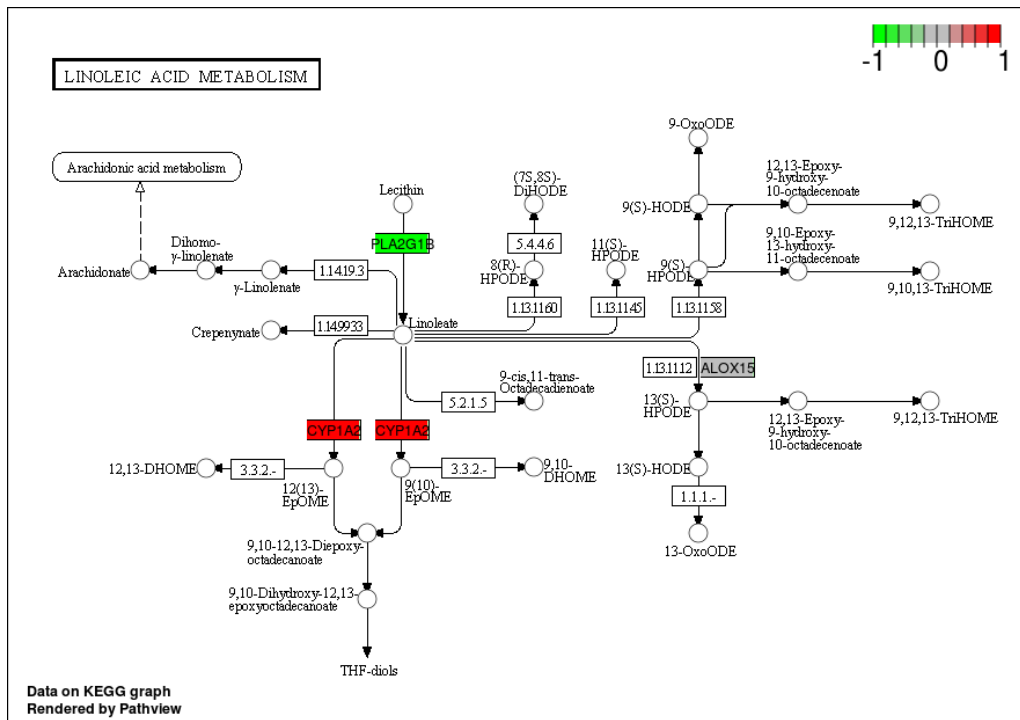 -1 0 1
LINOLEIC ACID METABOLISM
9-OxoODE
Arachidonic acid metabolism
Lecithin
(7S,8S)-
DiHODE
12,13-Epoxy-
9-hydroxy-
10-octadecenoate
9(S)-HODE
9,12,13-TriHOME
PLA2G1B
5.4.4.6
11(S)-
HPODE
9,10-Epoxy-
13-hydroxy-
11-octadecenoate
Dihomo-
γ-linolenate
Arachidonate
γ-Linolenate
1.14.19.3
8(R)-
HPODE
9(S)-
HPODE
9,10,13-TriHOME
1.13.11.60
1.13.11.45
1.13.11.58
Crepenynate
1.14.99.33
Linoleate
1.13.11.12
ALOX15
9-cis,11-trans-
Octadecadienoate
5.2.1.5
13(S)-
HPODE
12,13-Epoxy-
9-hydroxy-
10-octadecenoate
9,12,13-TriHOME
CYP1A2
CYP1A2
12,13-DHOME
3.3.2.-
12(13)-
EpOME
9(10)-
EpOME
3.3.2.-
9,10-
DHOME
13(S)-HODE
1.1.1.-
13-OxoODE
9,10-12,13-Diepoxy-
octadecanoate
9,10-Dihydroxy-12,13-
epoxyoctadecanoate
THF-diols
Data on KEGG graph
Rendered by Pathview